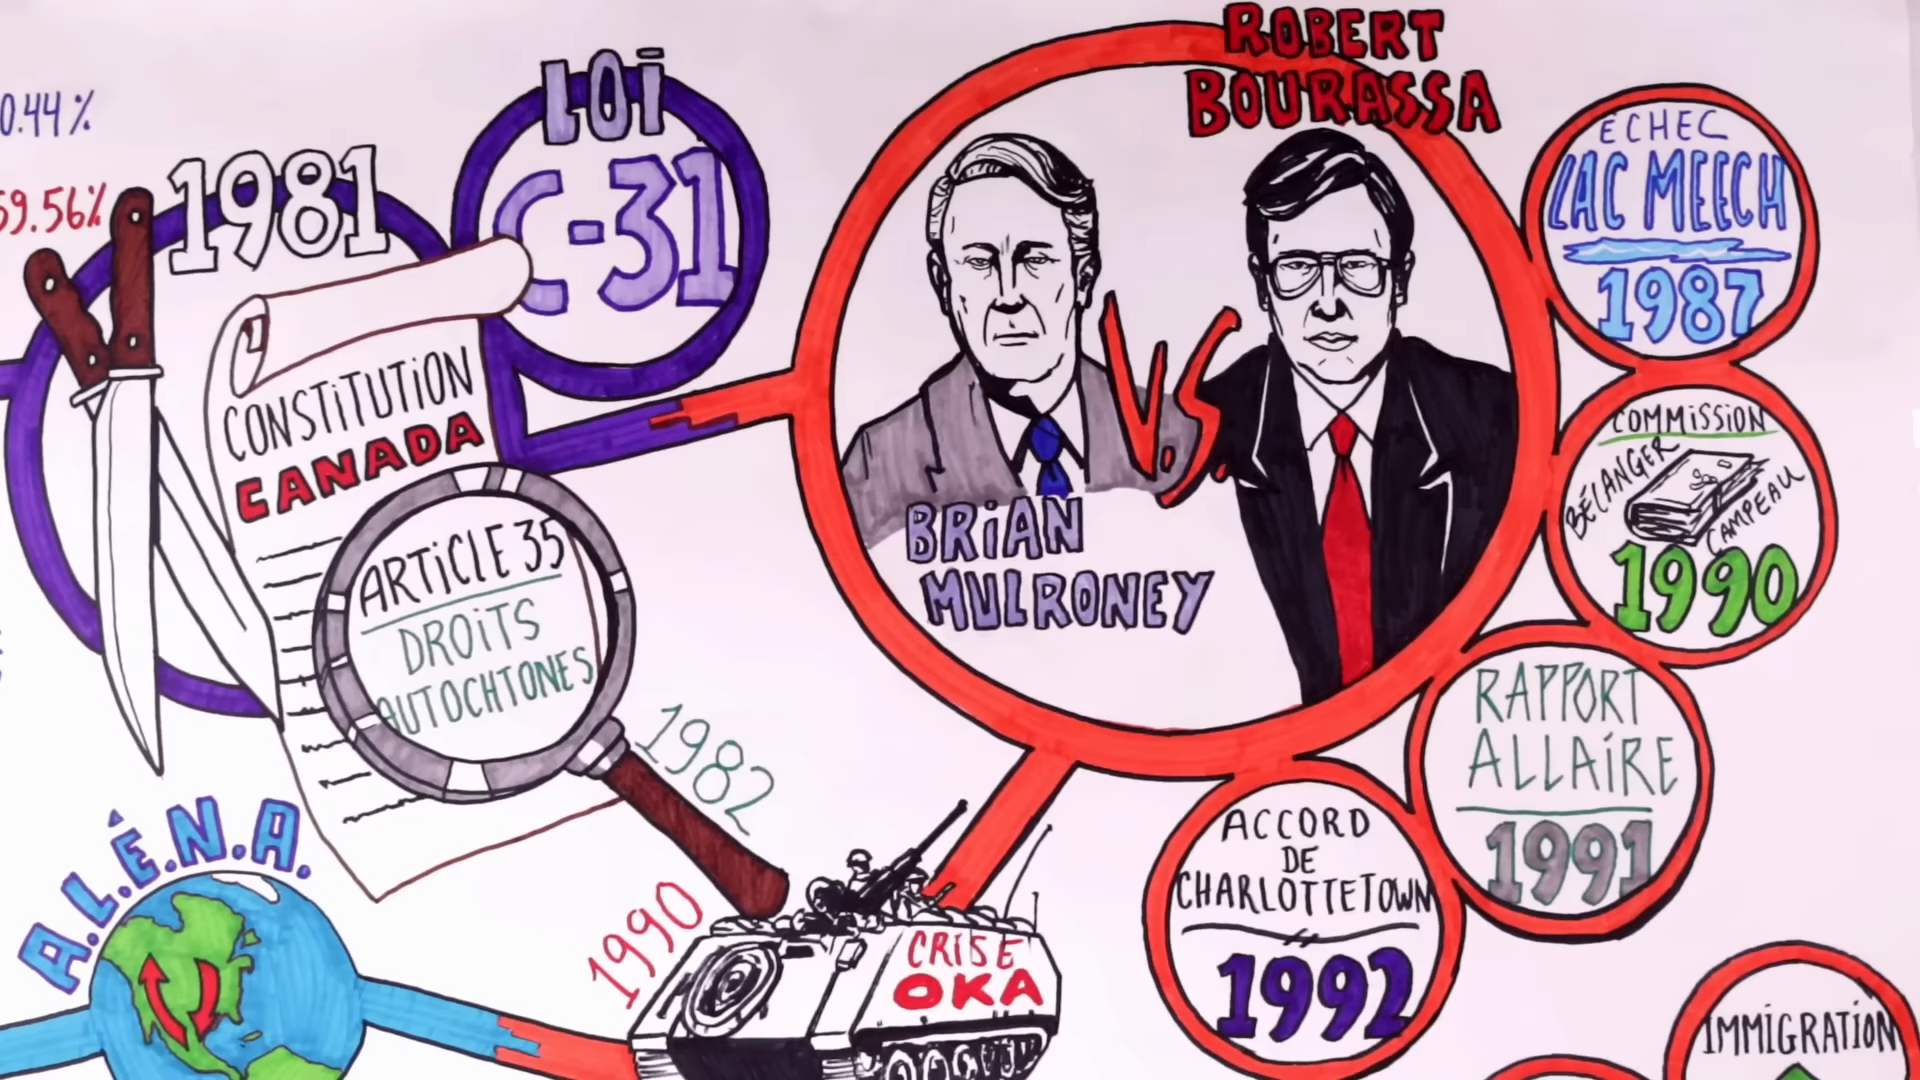 0.44%
59.56%
1981
LOI
C-31
CONSTITUTION
CANADA
ARTICLE 35
DROITS
AUTOCHTONES
1982
ROBERT
BOURASSA
V.S.
BRIAN
MULRONEY
ECHEC
LAC MEECH
1987
COMMISSION
BÉLANGER
CAMPEAU
1990
RAPPORT
ALLAIRE
1991
ACCORD
DE
CHARLOTTETOWN
1992
A.L.É.N.A.
1990
CRISE
OKA
IMMIGRATION